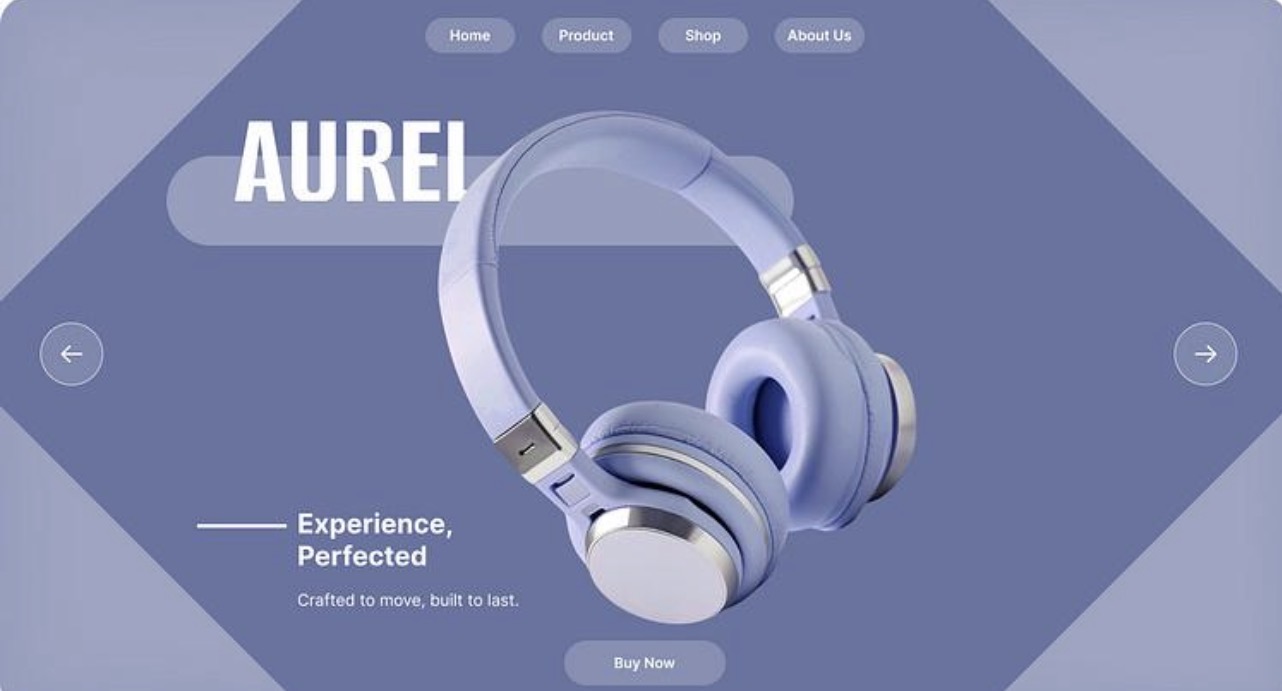 Home
Product
Shop
About Us
AUREL
Experience,
Perfected
Crafted to move, built to last.
Buy Now